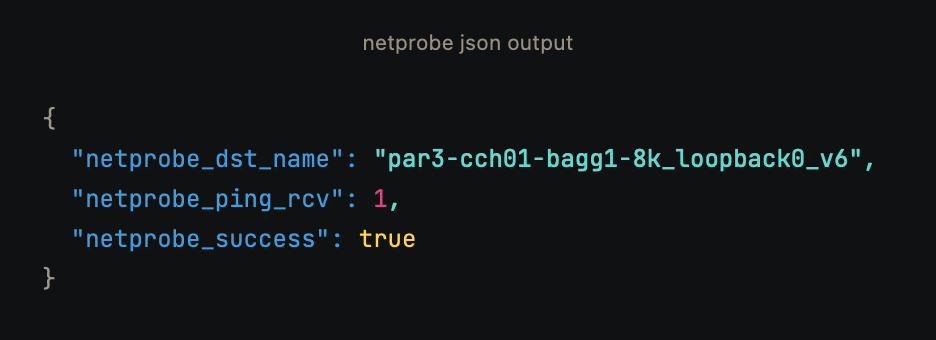 netprobe json output
{
"netprobe_dst_name": "par3-cch01-bagg1-8k_loopback0_v6",
"netprobe_ping_rcv": 1,
"netprobe_success": true
}